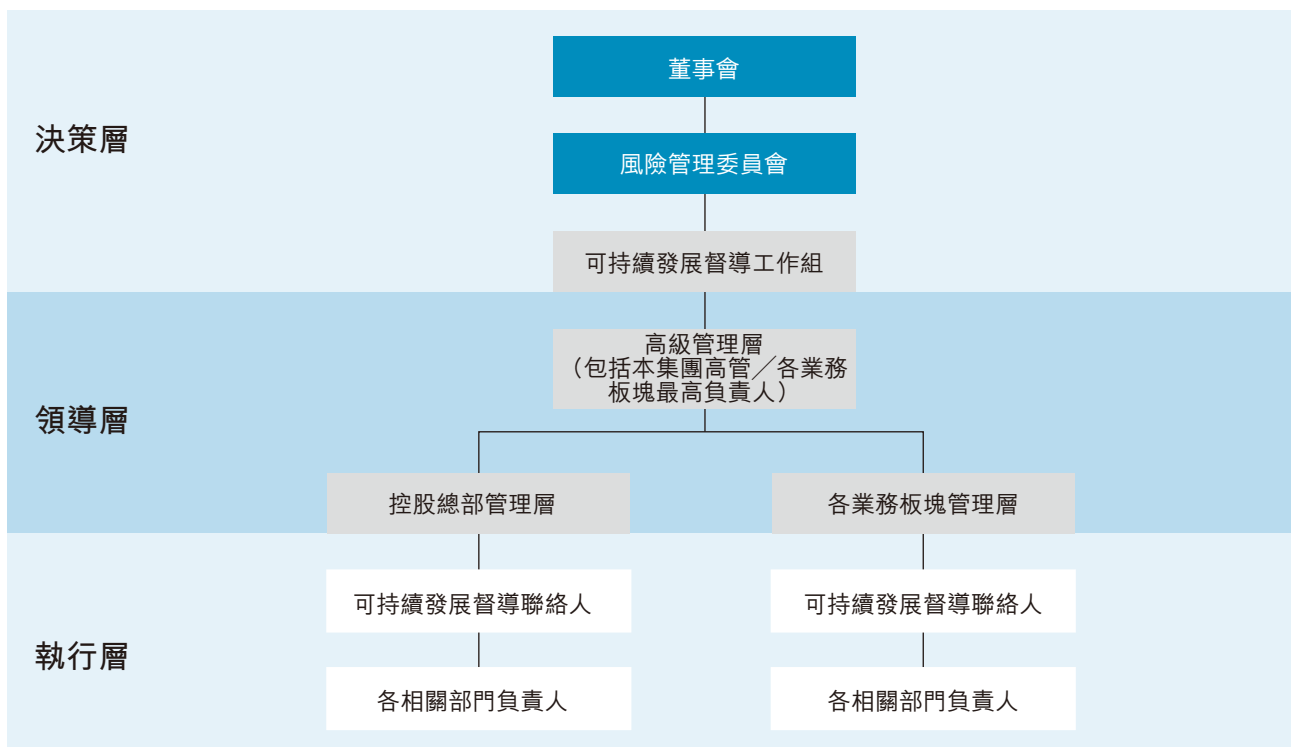 董事會
決策層
風險管理委員會
可持續發展督導工作組
高級管理層
（包括本集團高管╱各業務
板塊最高負責人）
領導層
控股總部管理層
各業務板塊管理層
可持續發展督導聯絡人
可持續發展督導聯絡人
執行層
各相關部門負責人
各相關部門負責人